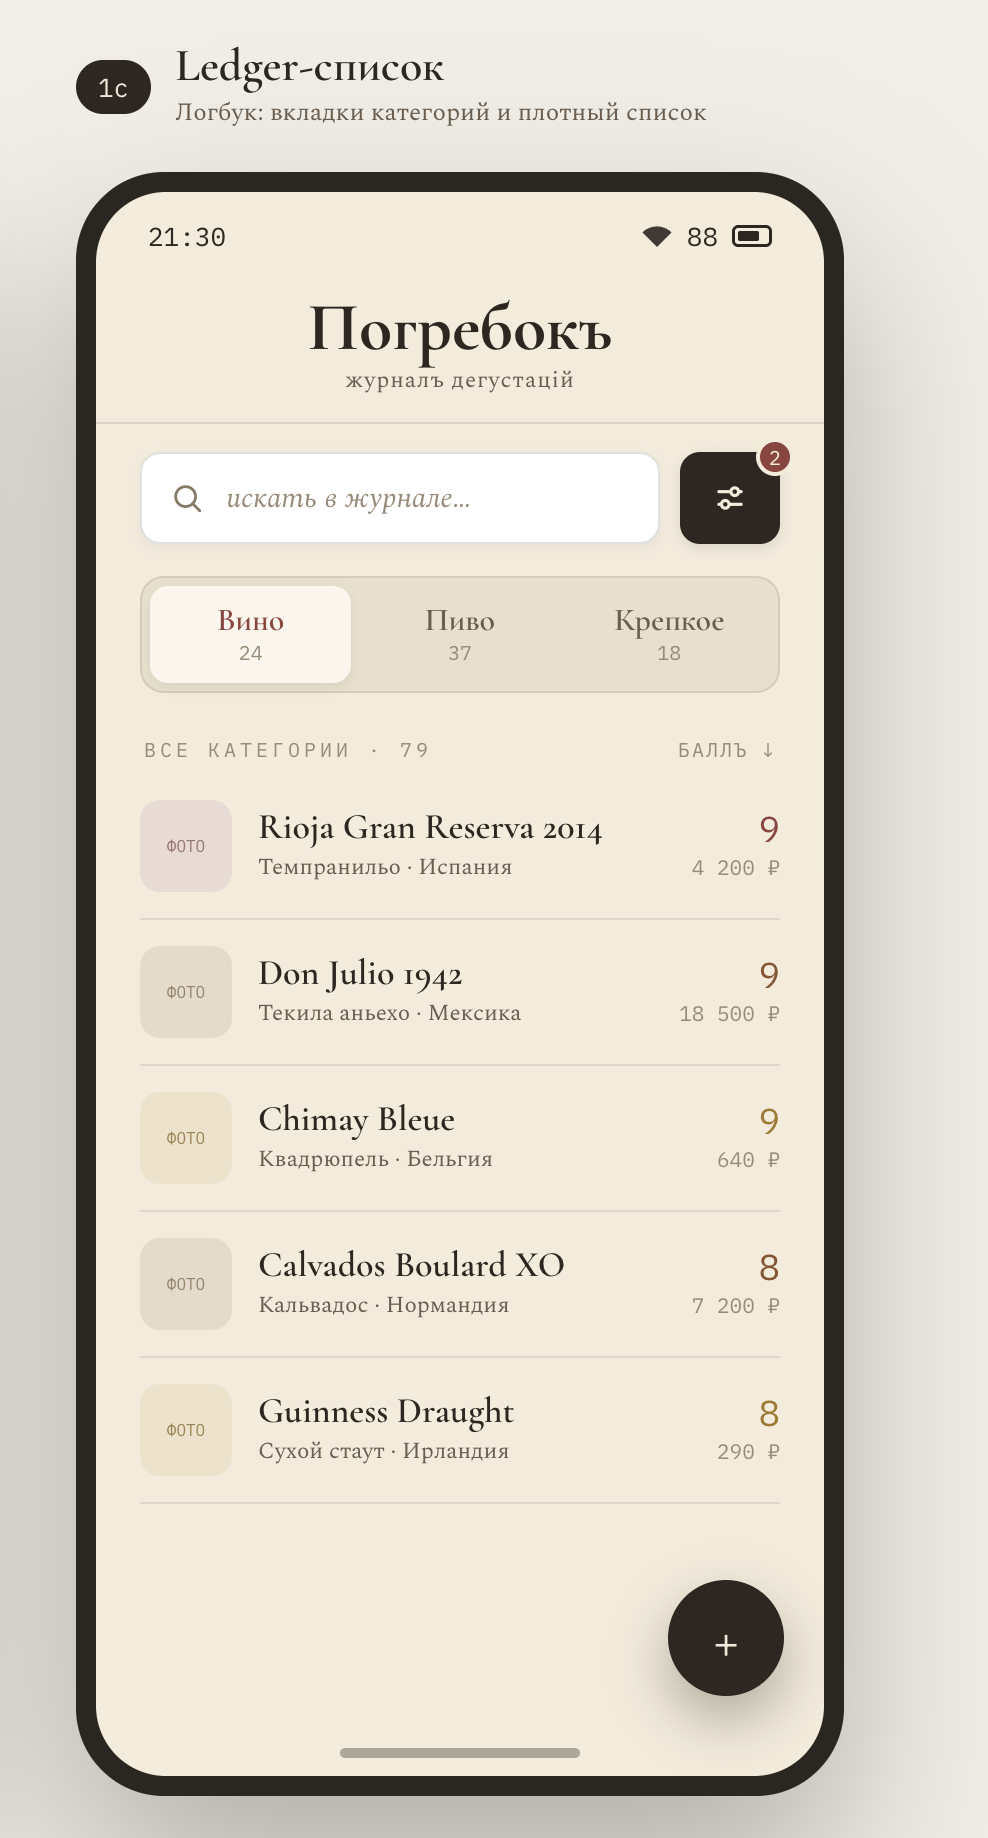 1c
Ledger-список
Логбук: вкладки категорий и плотный список
21:30 88
Погребокъ
журналъ дегустацій
искать в журнале...
2
Вино Пиво Крепкое
24 37 18
ВСЕ КАТЕГОРИИ · 79 БАЛЛЪ ↓
ФОТО
Rioja Gran Reserva 2014 9
Темпранильо · Испания 4 200 ₽
ФОТО
Don Julio 1942 9
Текила аньехо · Мексика 18 500 ₽
ФОТО
Chimay Bleue 9
Квадрюпель · Бельгия 640 ₽
ФОТО
Calvados Boulard XO 8
Кальвадос · Нормандия 7 200 ₽
ФОТО
Guinness Draught 8
Сухой стаут · Ирландия 290 ₽
+